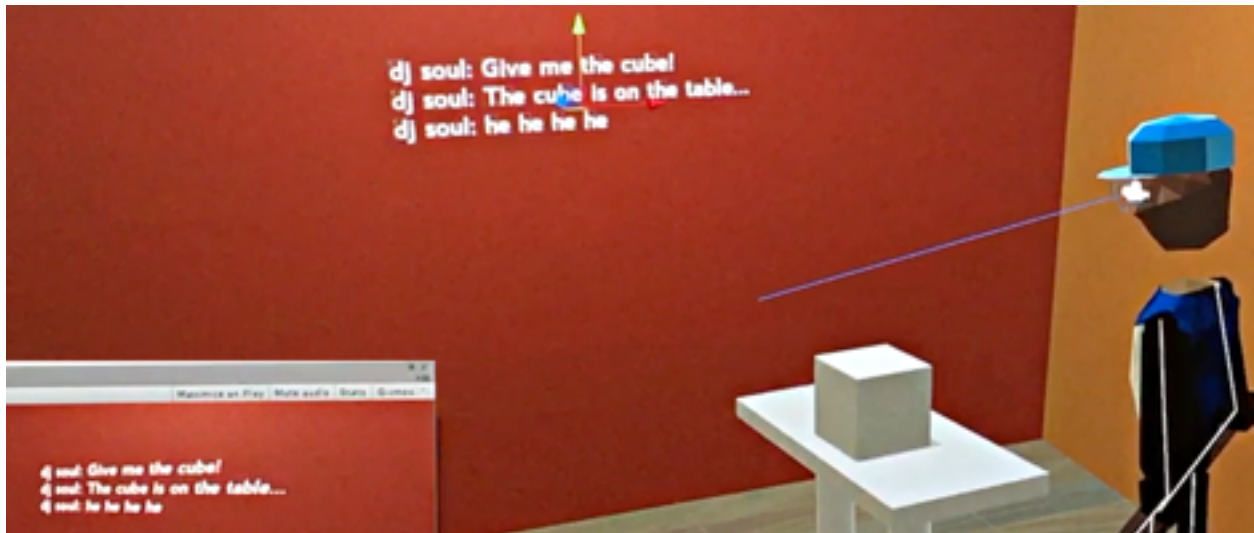 dj soul: Give me the cube!
dj soul: The cube is on the table...
dj soul: he he he he
Maximize on Play Mute audio Stats Gizmos
dj soul: Give me the cube!
dj soul: The cube is on the table...
dj soul: he he he he